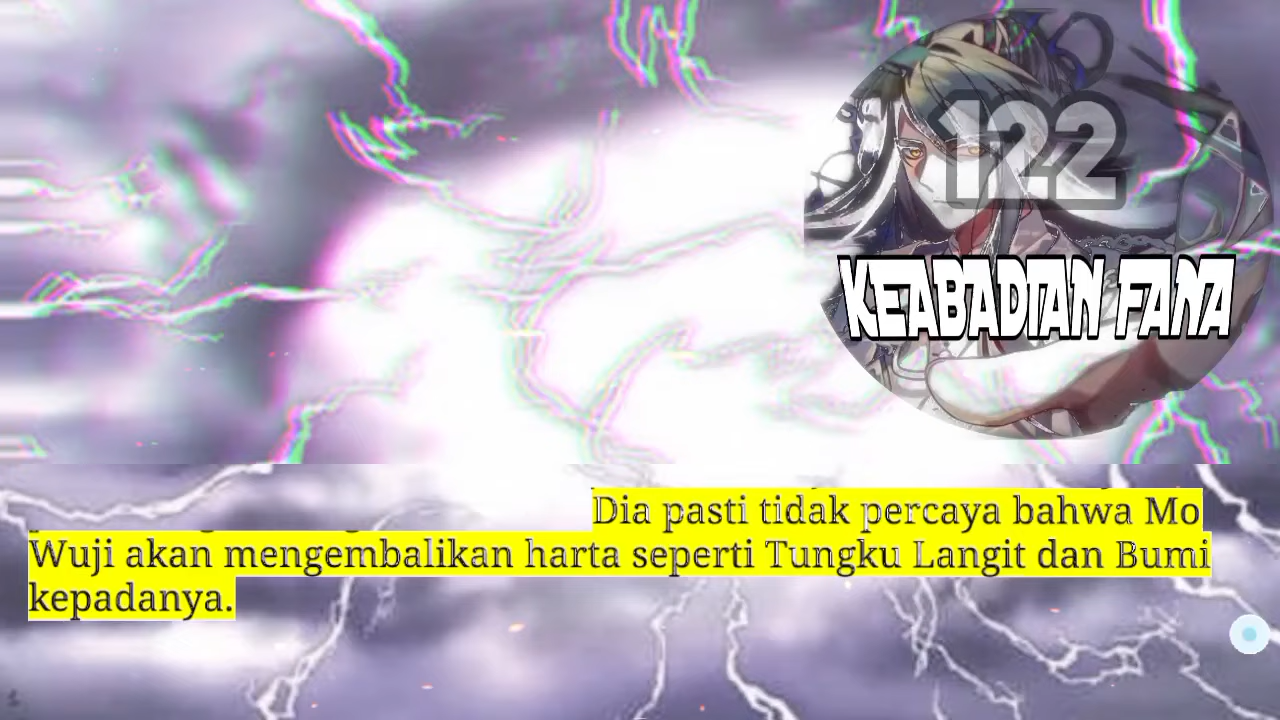 122
KEABADIAN FANA
Dia pasti tidak percaya bahwa Mo
Wuji akan mengembalikan harta seperti Tungku Langit dan Bumi
kepadanya.